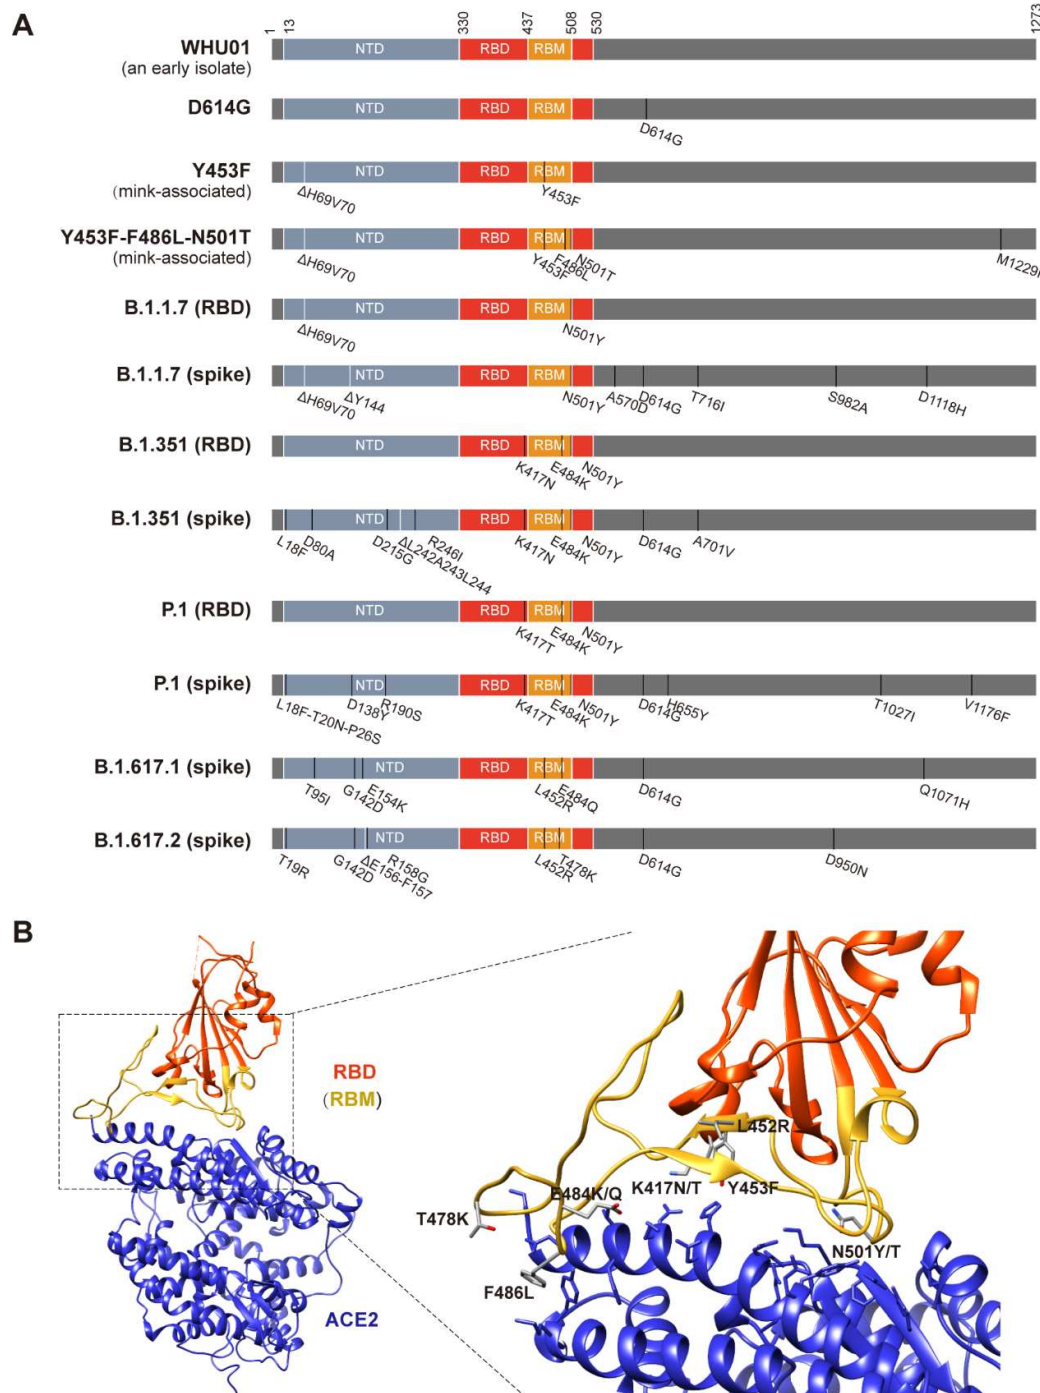 A
1 13 330 437 508 530 1273
WHU01 NTD RBD RBM
(an early isolate)
D614G NTD RBD RBM
D614G
Y453F NTD RBD RBM
(mink-associated) ΔH69V70 Y453F
Y453F-F486L-N501T NTD RBD RBM
(mink-associated) ΔH69V70 Y453F F486L N501T
B.1.1.7 (RBD) NTD RBD RBM
ΔH69V70 N501Y
B.1.1.7 (spike) NTD RBD RBM
ΔH69V70 ΔY144 N501Y A570D D614G T716I S982A D1118H
B.1.351 (RBD) NTD RBD RBM
K417N E484K N501Y
B.1.351 (spike) NTD RBD RBM
L18F D80A D215G ΔL242A243L244 R246I K417N E484K N501Y D614G A701V
P.1 (RBD) NTD RBD RBM
K417T E484K N501Y
P.1 (spike) NTD RBD RBM
L18F-T20N-P26S D138Y R190S K417T E484K N501Y D614G H655Y T1027I V1176F
B.1.617.1 (spike) NTD RBD RBM
T95I G142D E154K L452R E484Q D614G Q1071H
B.1.617.2 (spike) NTD RBD RBM
T19R G142D ΔE156-F157 R158G L452R T478K D614G D950N
B
RBD
(RBM)
ACE2
L452R
K417N/T Y453F
E484K/Q
T478K
N501Y/T
F486L